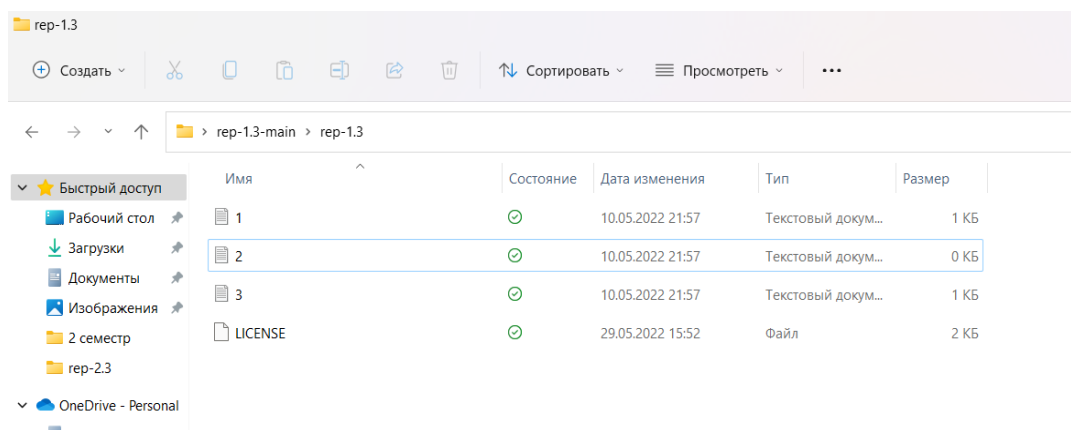 rep-1.3
Создать
Сортировать
Просмотреть
rep-1.3-main > rep-1.3
Имя Состояние Дата изменения Тип Размер
Быстрый доступ
Рабочий стол
Загрузки
Документы
Изображения
2 семестр
rep-2.3
OneDrive - Personal
1 10.05.2022 21:57 Текстовый докум... 1 КБ
2 10.05.2022 21:57 Текстовый докум... 0 КБ
3 10.05.2022 21:57 Текстовый докум... 1 КБ
LICENSE 29.05.2022 15:52 Файл 2 КБ